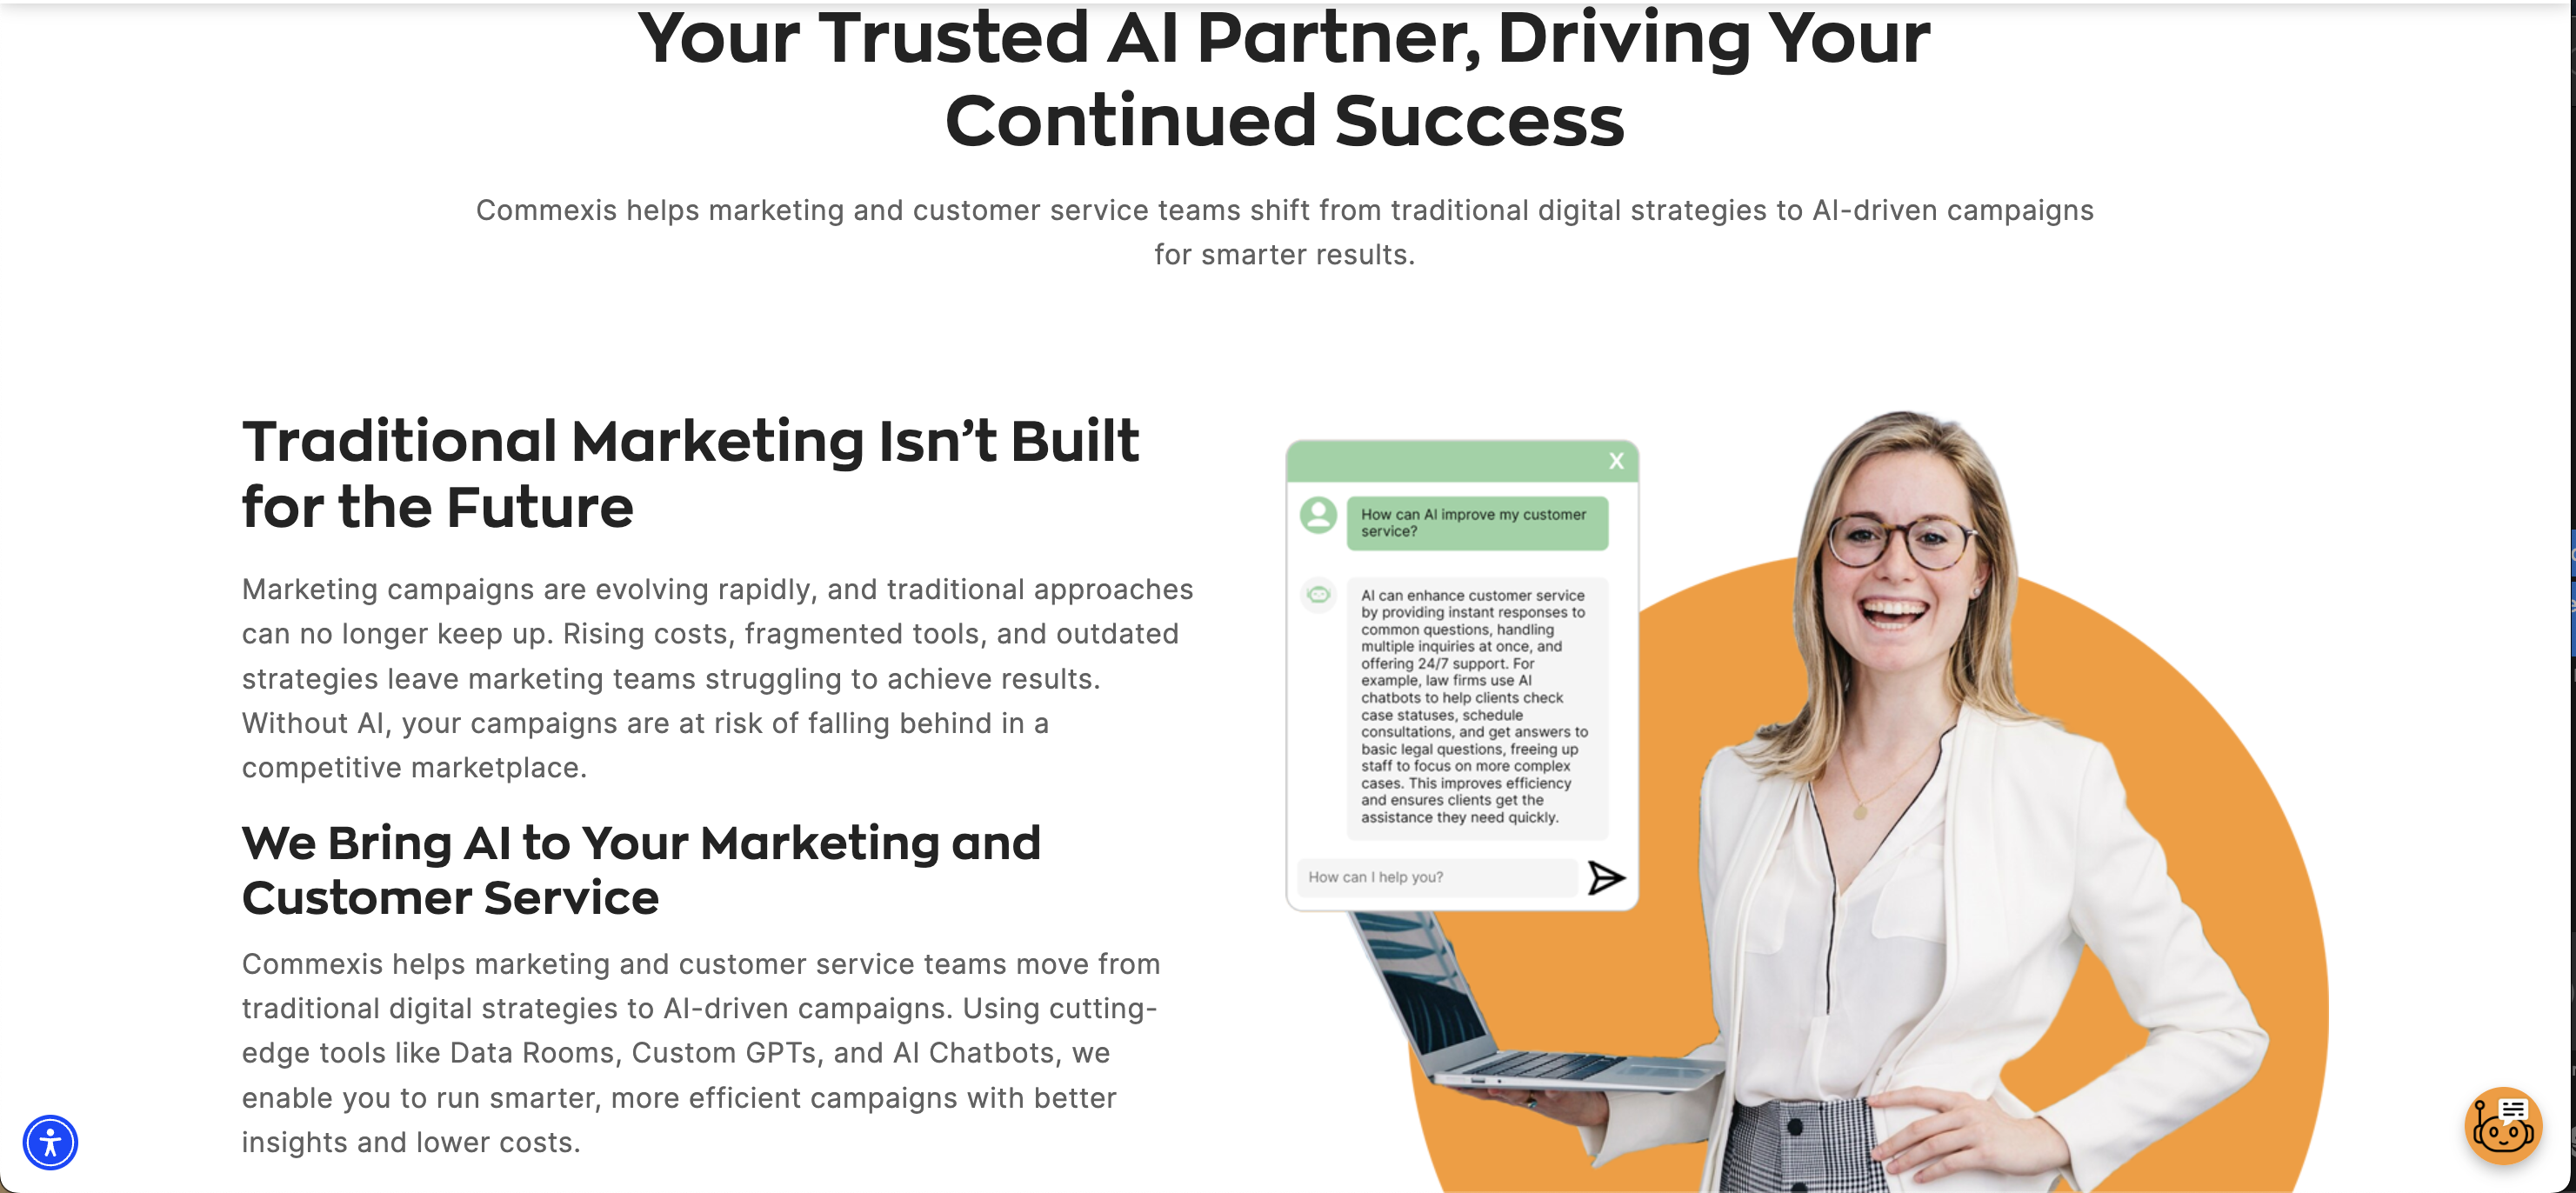 Your Trusted AI Partner, Driving Your
Continued Success
Commexis helps marketing and customer service teams shift from traditional digital strategies to AI-driven campaigns
for smarter results.
Traditional Marketing Isn’t Built
for the Future
Marketing campaigns are evolving rapidly, and traditional approaches
can no longer keep up. Rising costs, fragmented tools, and outdated
strategies leave marketing teams struggling to achieve results.
Without AI, your campaigns are at risk of falling behind in a
competitive marketplace.
We Bring AI to Your Marketing and
Customer Service
Commexis helps marketing and customer service teams move from
traditional digital strategies to AI-driven campaigns. Using cutting-
edge tools like Data Rooms, Custom GPTs, and AI Chatbots, we
enable you to run smarter, more efficient campaigns with better
insights and lower costs.
X
How can AI improve my customer
service?
AI can enhance customer service
by providing instant responses to
common questions, handling
multiple inquiries at once, and
offering 24/7 support. For
example, law firms use AI
chatbots to help clients check
case statuses, schedule
consultations, and get answers to
basic legal questions, freeing up
staff to focus on more complex
cases. This improves efficiency
and ensures clients get the
assistance they need quickly.
How can I help you?